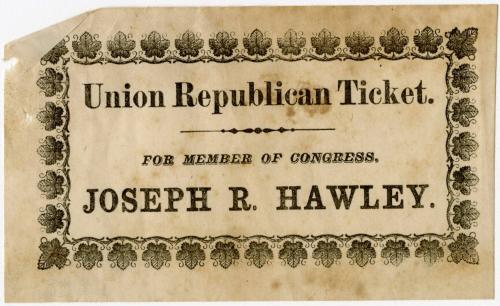 Union Republican Ticket.
FOR MEMBER OF CONGRESS,
JOSEPH R. HAWLEY.